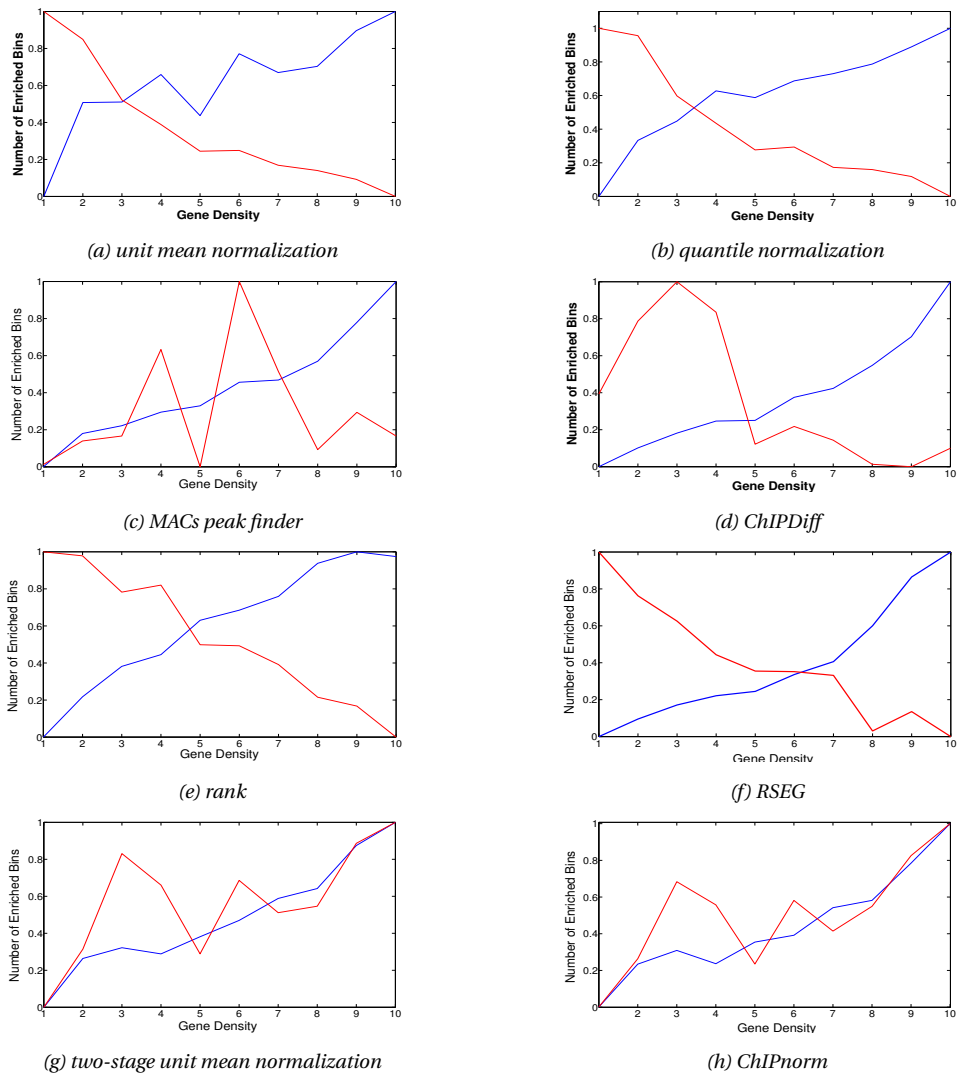 1
0.8
0.6
0.4
0.2
0
Number of Enriched Bins
1 2 3 4 5 6 7 8 9 10
Gene Density
(a) unit mean normalization
1
0.8
0.6
0.4
0.2
0
Number of Enriched Bins
1 2 3 4 5 6 7 8 9 10
Gene Density
(b) quantile normalization
1
0.8
0.6
0.4
0.2
0
Number of Enriched Bins
1 2 3 4 5 6 7 8 9 10
Gene Density
(c) MACs peak finder
1
0.8
0.6
0.4
0.2
0
Number of Enriched Bins
1 2 3 4 5 6 7 8 9 10
Gene Density
(d) ChIPDiff
1
0.8
0.6
0.4
0.2
0
Number of Enriched Bins
1 2 3 4 5 6 7 8 9 10
Gene Density
(e) rank
1
0.8
0.6
0.4
0.2
0
Number of Enriched Bins
1 2 3 4 5 6 7 8 9 10
Gene Density
(f) RSEG
1
0.8
0.6
0.4
0.2
0
Number of Enriched Bins
1 2 3 4 5 6 7 8 9 10
Gene Density
(g) two-stage unit mean normalization
1
0.8
0.6
0.4
0.2
0
Number of Enriched Bins
1 2 3 4 5 6 7 8 9 10
Gene Density
(h) ChIPnorm